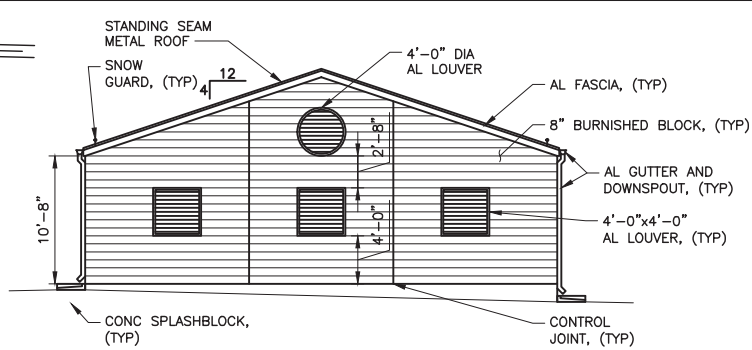 STANDING SEAM
METAL ROOF
4'-0" DIA
AL LOUVER
SNOW
GUARD, (TYP)
12
4
AL FASCIA, (TYP)
8" BURNISHED BLOCK, (TYP)
2'-8"
AL GUTTER AND
DOWNSPOUT, (TYP)
10'-8"
4'-0"
4'-0"x4'-0"
AL LOUVER, (TYP)
CONC SPLASHBLOCK,
(TYP)
CONTROL
JOINT, (TYP)